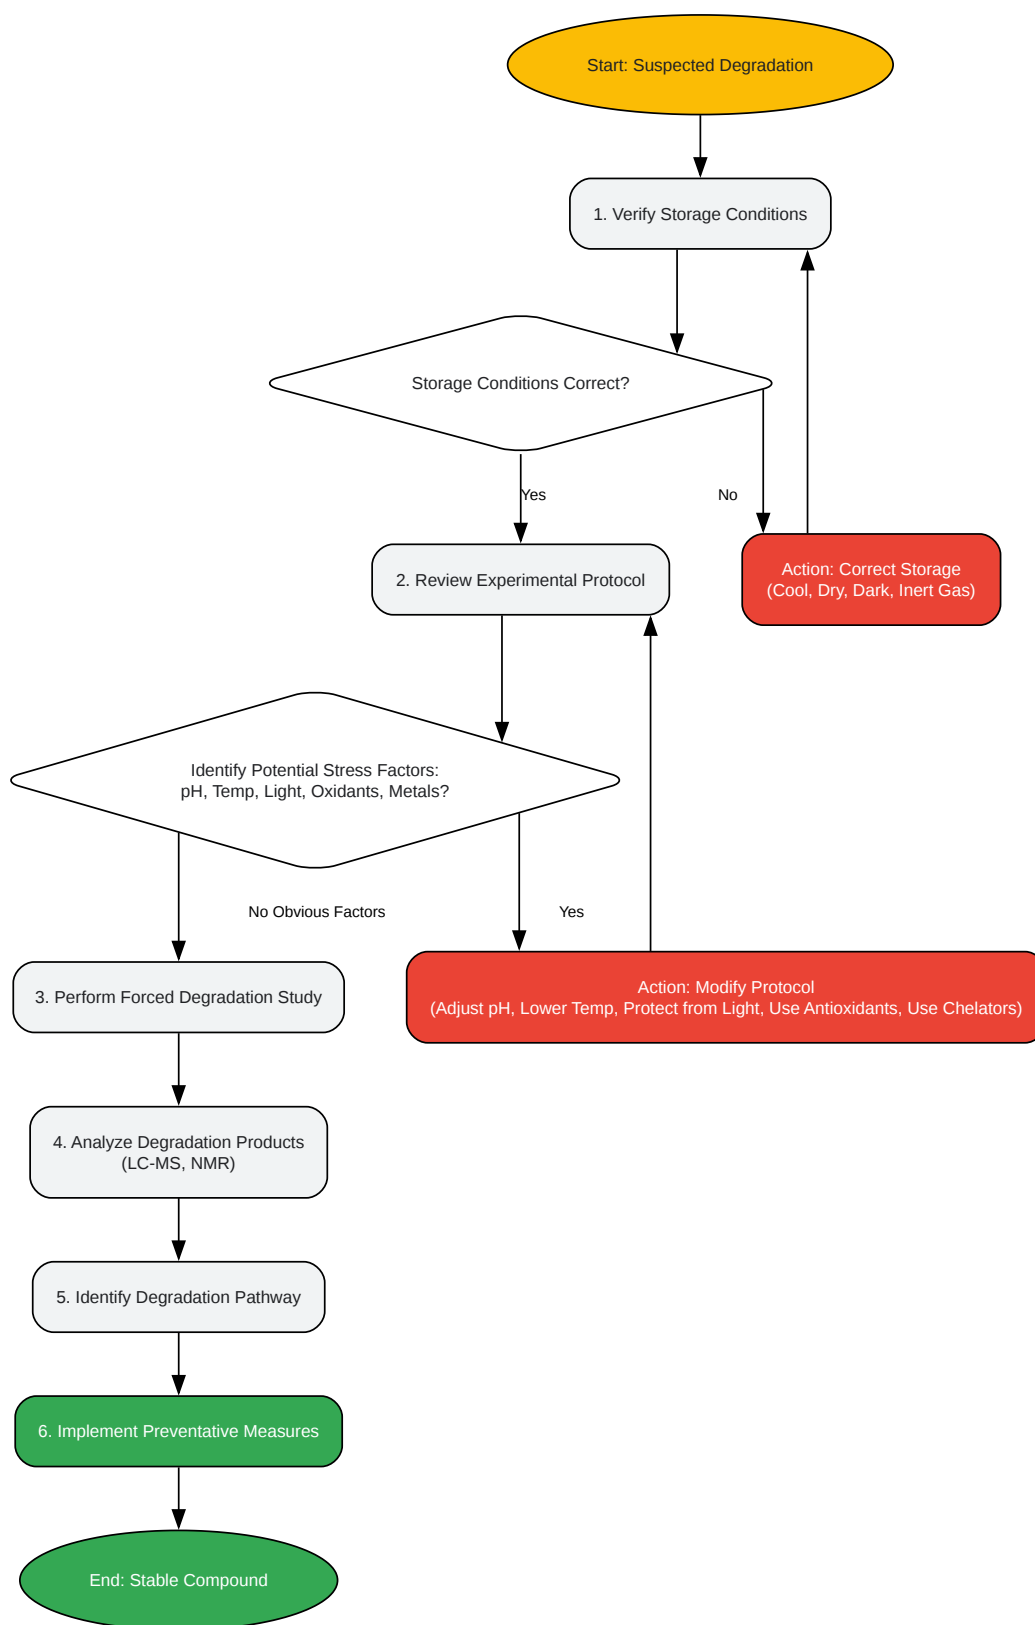 Start: Suspected Degradation
1. Verify Storage Conditions
Storage Conditions Correct?
Yes
No
2. Review Experimental Protocol
Action: Correct Storage
(Cool, Dry, Dark, Inert Gas)
Identify Potential Stress Factors:
pH, Temp, Light, Oxidants, Metals?
No Obvious Factors
Yes
3. Perform Forced Degradation Study
Action: Modify Protocol
(Adjust pH, Lower Temp, Protect from Light, Use Antioxidants, Use Chelators)
4. Analyze Degradation Products
(LC-MS, NMR)
5. Identify Degradation Pathway
6. Implement Preventative Measures
End: Stable Compound